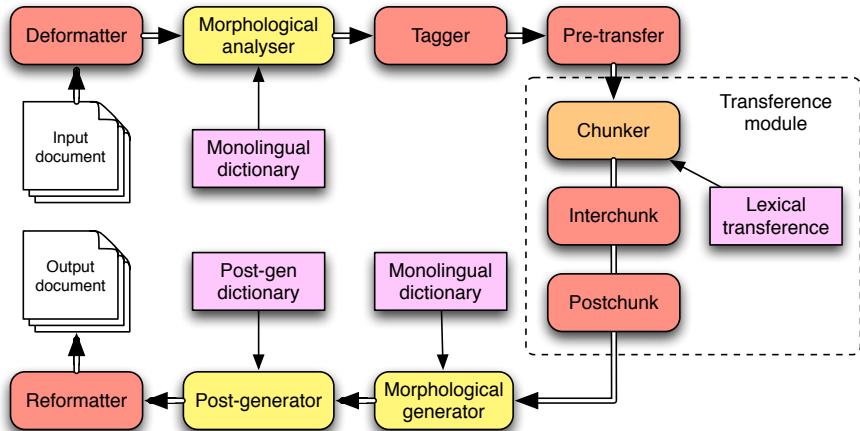 Deformatter
Morphological
analyser
Tagger
Pre-transfer
Input
document
Monolingual
dictionary
Transference
module
Chunker
Interchunk
Lexical
transference
Postchunk
Output
document
Post-gen
dictionary
Monolingual
dictionary
Reformatter
Post-generator
Morphological
generator